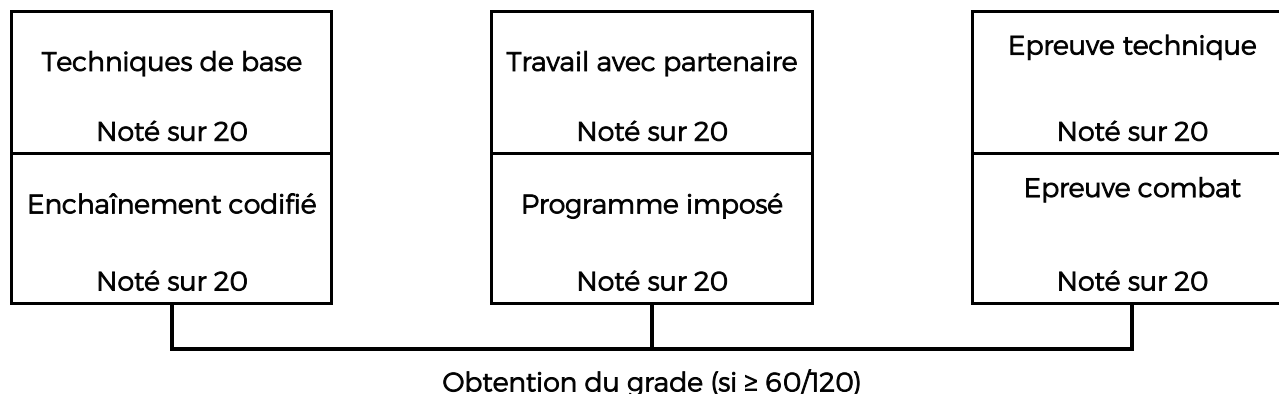 Techniques de base
Noté sur 20
Enchaînement codifié
Noté sur 20
Travail avec partenaire
Noté sur 20
Programme imposé
Noté sur 20
Epreuve technique
Noté sur 20
Epreuve combat
Noté sur 20
Obtention du grade (si ≥ 60/120)